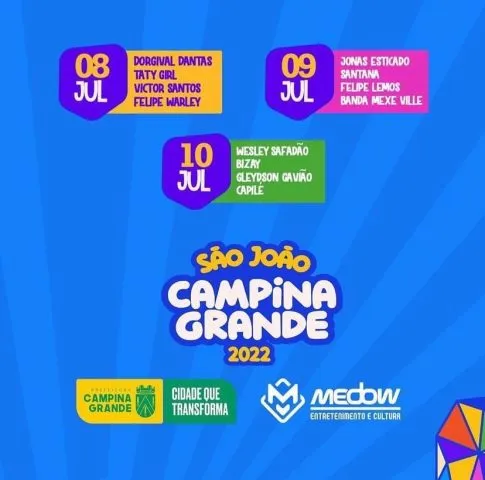 08
JUL
DORGIVAL DANTAS
TATY GIRL
VICTOR SANTOS
FELIPE WARLEY
09
JUL
JONAS ESTICADO
SANTANA
FELIPE LEMOS
BANDA MEXE VILLE
10
JUL
WESLEY SAFADÃO
BIZAY
GLEYDSON GAVIÃO
CAPILÉ
SÃO JOÃO
CAMPINA
GRANDE
2022
PREFEITURA
CAMPINA
GRANDE
CIDADE QUE
TRANSFORMA
MEDOW
ENTRETENIMENTO E CULTURA